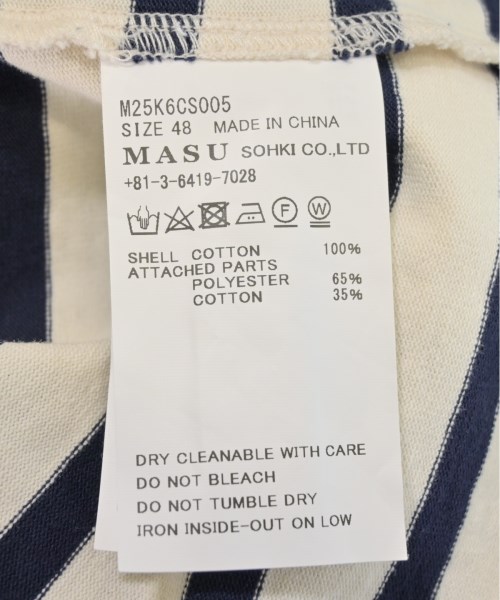 M25K6CS005
SIZE 48 MADE IN CHINA
MASU SOHKI CO.,LTD
+81-3-6419-7028
F W
SHELL COTTON 100%
ATTACHED PARTS
POLYESTER 65%
COTTON 35%
DRY CLEANABLE WITH CARE
DO NOT BLEACH
DO NOT TUMBLE DRY
IRON INSIDE-OUT ON LOW